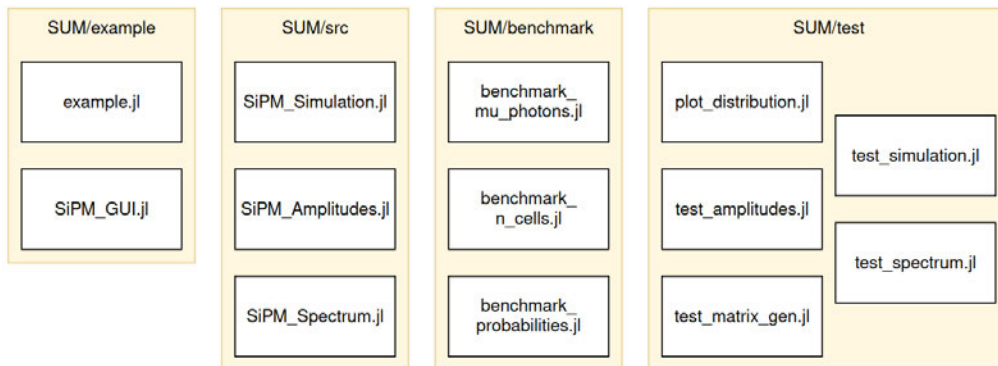 SUM/example
example.jl
SiPM_GUI.jl
SUM/src
SiPM_Simulation.jl
SiPM_Amplitudes.jl
SiPM_Spectrum.jl
SUM/benchmark
benchmark_
mu_photons.jl
benchmark_
n_cells.jl
benchmark_
probabilities.jl
SUM/test
plot_distribution.jl
test_amplitudes.jl
test_matrix_gen.jl
test_simulation.jl
test_spectrum.jl